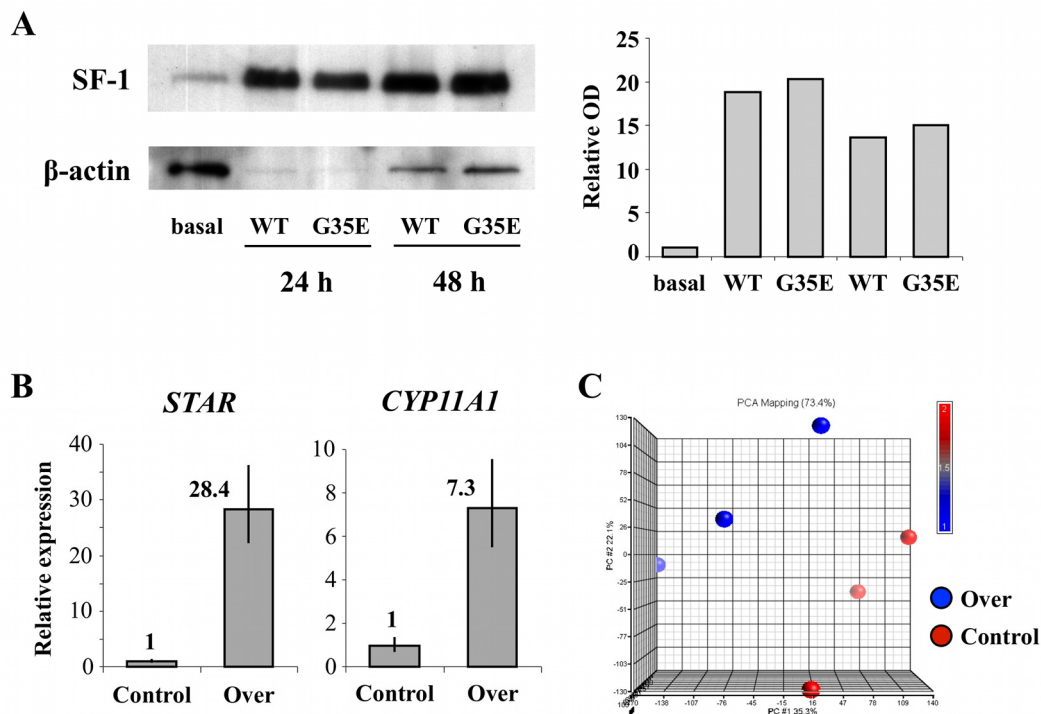 A
SF-1
β-actin
basal WT G35E WT G35E
24 h 48 h
25
20
15
10
5
0
Relative OD
basal WT G35E WT G35E
B
STAR
40
30
20
10
0
Relative expression
1
28.4
Control Over
CYP11A1
10
8
6
4
2
0
1
7.3
Control Over
C
PCA Mapping (73.4%)
130
104
78
52
26
0
-25
-51
-77
-103
-130
PC #2 22.1%
-138 -107 -76 -45 -14 16 47 78 109 140
PC #1 35.3%
2
1.5
1
Over
Control